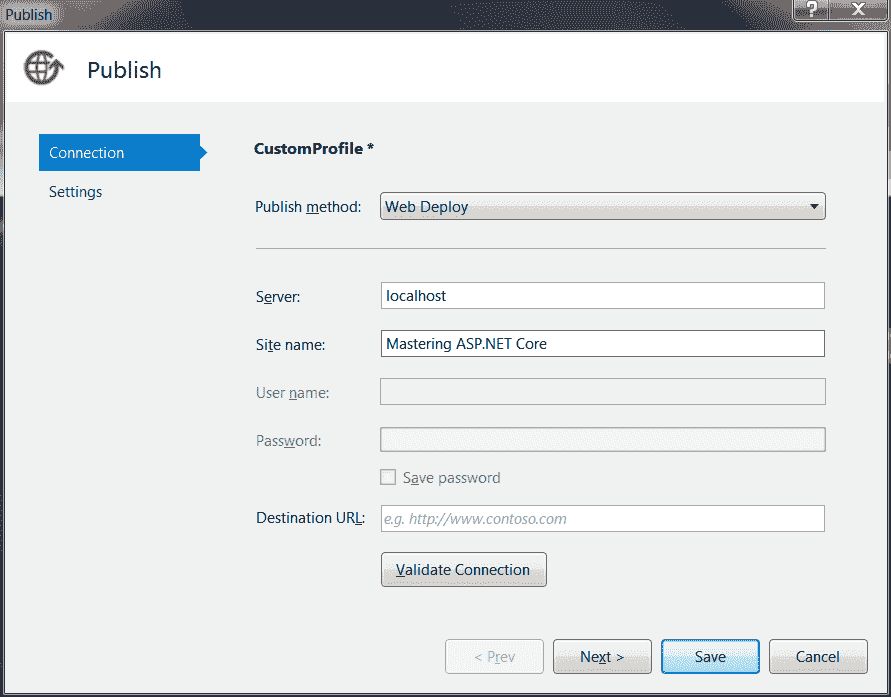 Publish
?
X
Publish
Connection
Settings
CustomProfile *
Publish method: Web Deploy
Server: localhost
Site name: Mastering ASP.NET Core
User name:
Password:
Save password
Destination URL: e.g. http://www.contoso.com
Validate Connection
< Prev Next > Save Cancel